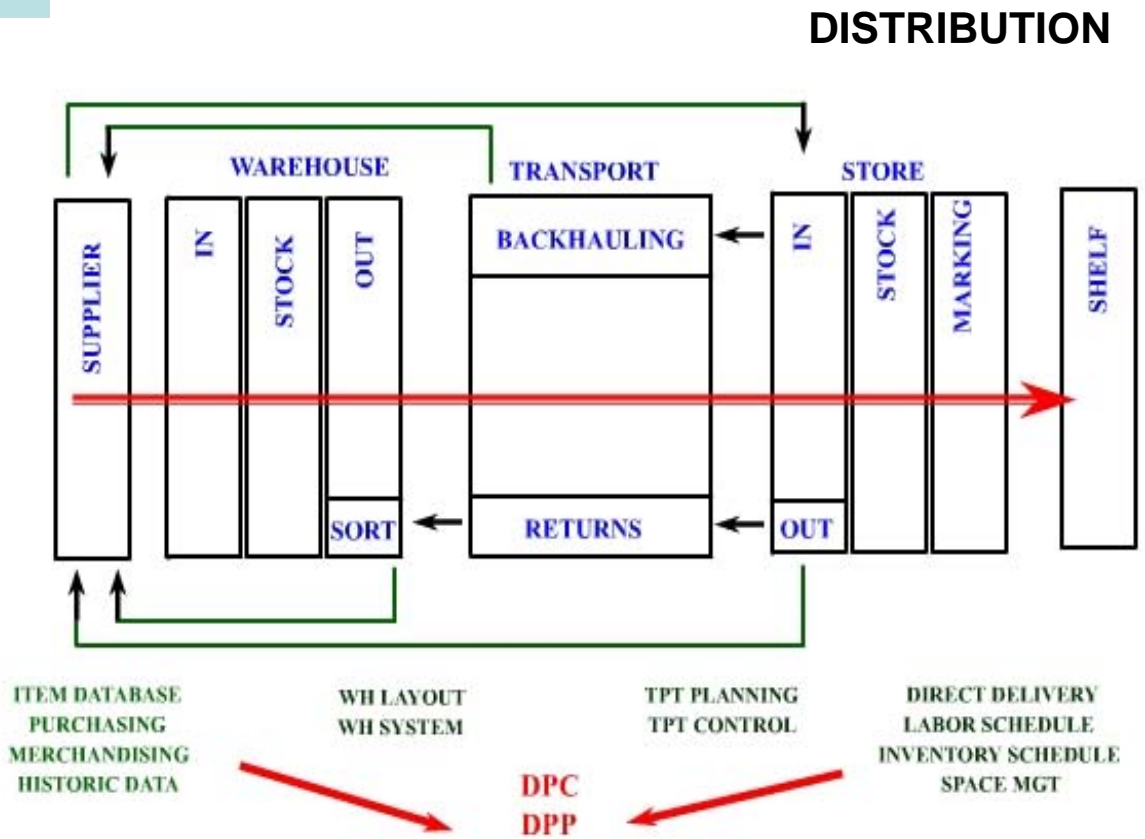 DISTRIBUTION
WAREHOUSE
TRANSPORT
STORE
SUPPLIER
IN
STOCK
OUT
SORT
BACKHAULING
RETURNS
IN
OUT
STOCK
MARKING
SHELF
ITEM DATABASE
PURCHASING
MERCHANDISING
HISTORIC DATA
WH LAYOUT
WH SYSTEM
TPT PLANNING
TPT CONTROL
DIRECT DELIVERY
LABOR SCHEDULE
INVENTORY SCHEDULE
SPACE MGT
DPC
DPP